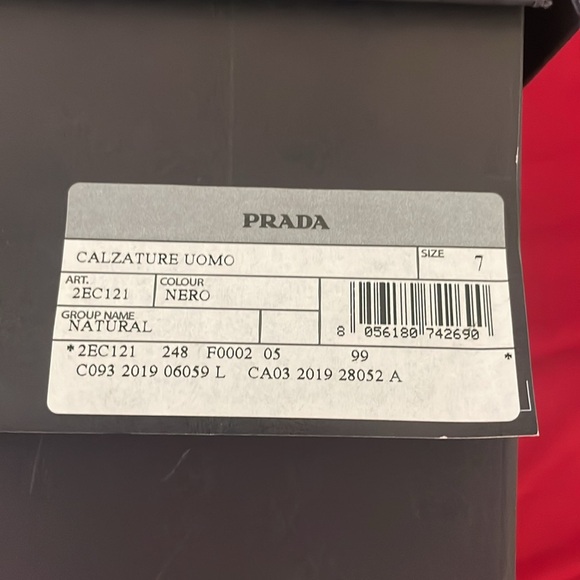 PRADA
CALZATURE UOMO
SIZE 7
ART. 2EC121
COLOUR NERO
GROUP NAME
NATURAL
8 056180 742690
*2EC121 248 F0002 05 99 *
C093 2019 06059 L CA03 2019 28052 A